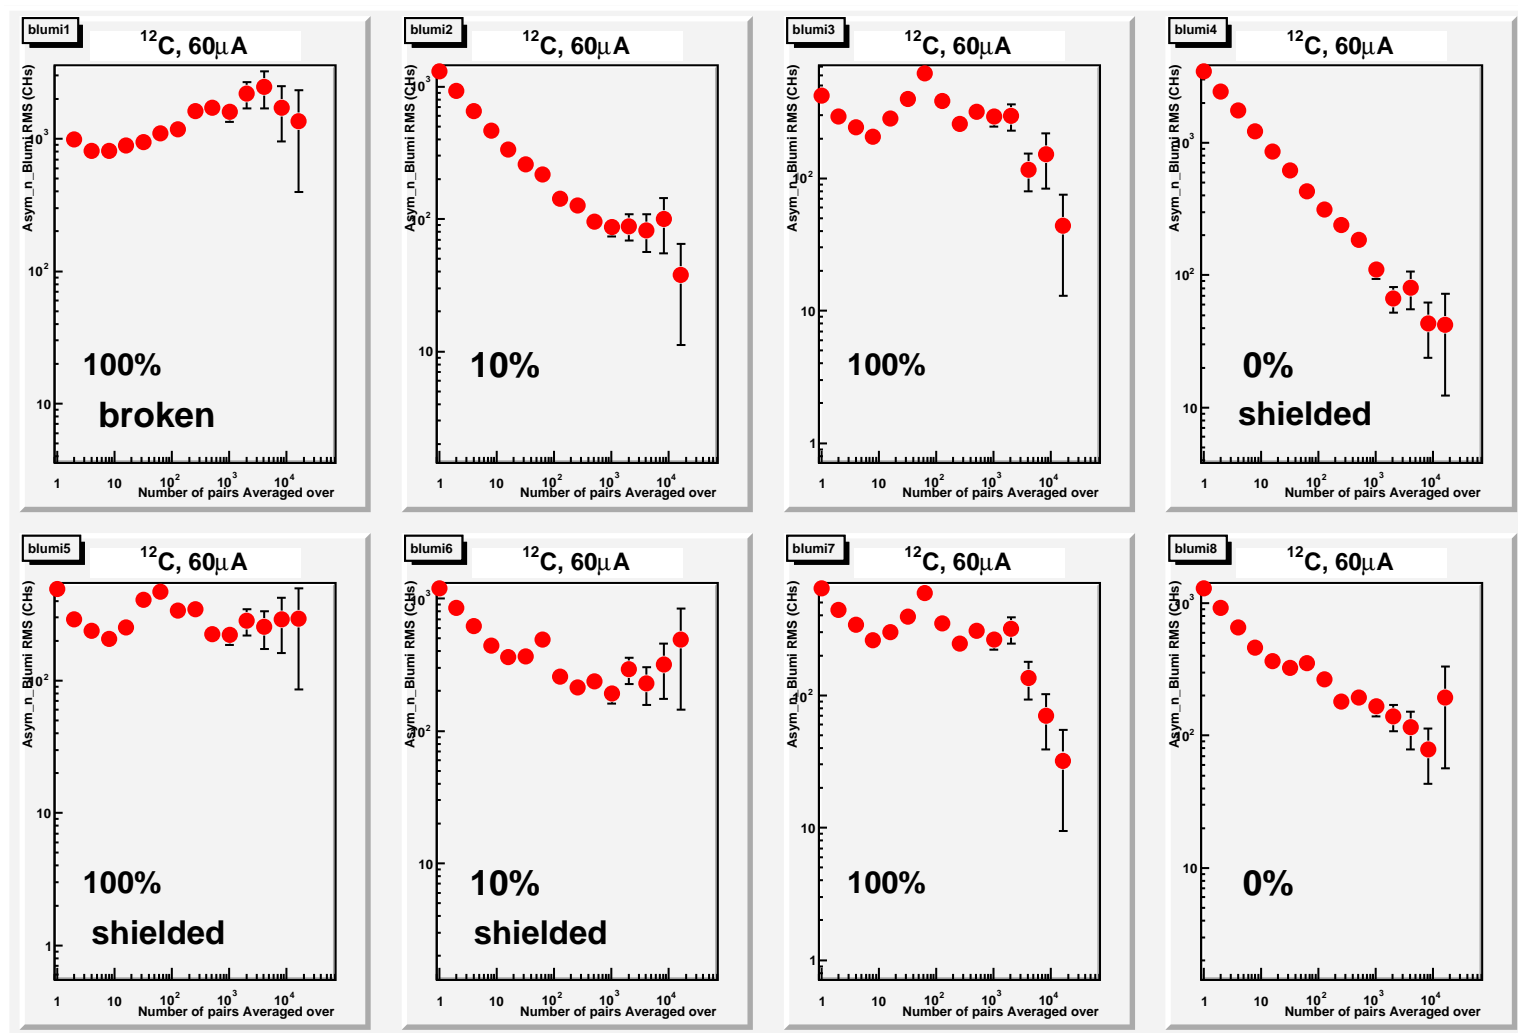 blumi1
¹²C, 60μA
Asym_n_Blumi RMS (CHs)
10³
10²
10
100%
broken
1 10 10² 10³ 10⁴
Number of pairs Averaged over
blumi2
¹²C, 60μA
Asym_n_Blumi RMS (CHs)
10³
10²
10
10%
1 10 10² 10³ 10⁴
Number of pairs Averaged over
blumi3
¹²C, 60μA
Asym_n_Blumi RMS (CHs)
10²
10
1
100%
1 10 10² 10³ 10⁴
Number of pairs Averaged over
blumi4
¹²C, 60μA
Asym_n_Blumi RMS (CHs)
10³
10²
10
0%
shielded
1 10 10² 10³ 10⁴
Number of pairs Averaged over
blumi5
¹²C, 60μA
Asym_n_Blumi RMS (CHs)
10²
10
1
100%
shielded
1 10 10² 10³ 10⁴
Number of pairs Averaged over
blumi6
¹²C, 60μA
Asym_n_Blumi RMS (CHs)
10³
10²
10
10%
shielded
1 10 10² 10³ 10⁴
Number of pairs Averaged over
blumi7
¹²C, 60μA
Asym_n_Blumi RMS (CHs)
10²
10
1
100%
1 10 10² 10³ 10⁴
Number of pairs Averaged over
blumi8
¹²C, 60μA
Asym_n_Blumi RMS (CHs)
10³
10²
10
0%
1 10 10² 10³ 10⁴
Number of pairs Averaged over